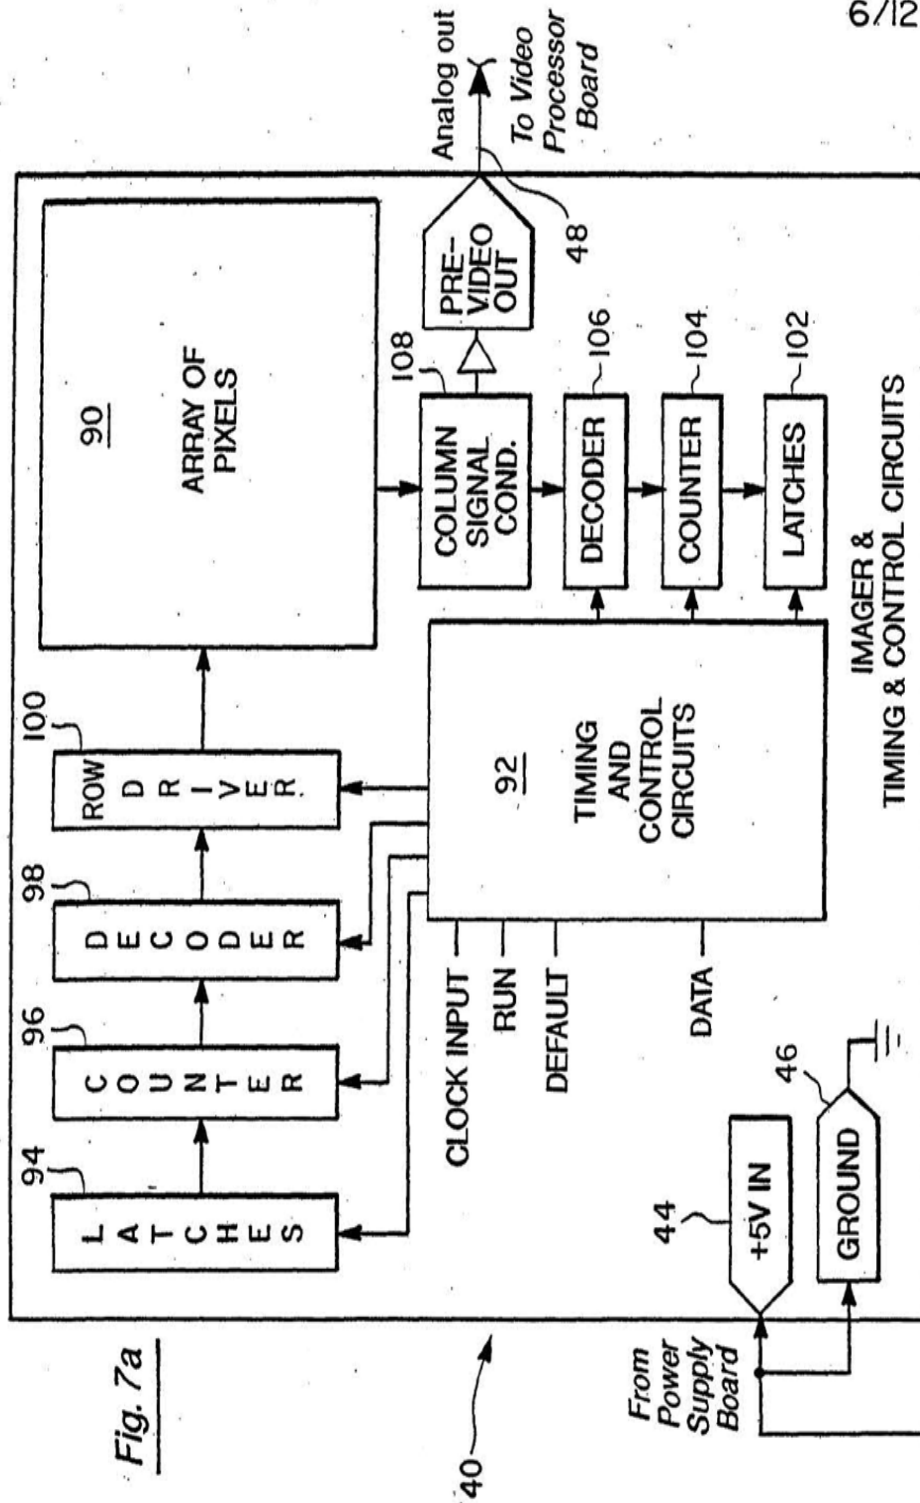 6/12
Fig. 7a
40
94
LATCHES
96
COUNTER
98
DECODER
100
ROW
DRIVER
90
ARRAY OF
PIXELS
CLOCK INPUT
RUN
DEFAULT
DATA
92
TIMING
AND
CONTROL
CIRCUITS
108
COLUMN
SIGNAL
COND.
PRE-
VIDEO
OUT
Analog out
To Video
Processor
Board
48
DECODER
106
COUNTER
104
LATCHES
102
From
Power
Supply
Board
44
+5V IN
46
GROUND
IMAGER &
TIMING & CONTROL CIRCUITS